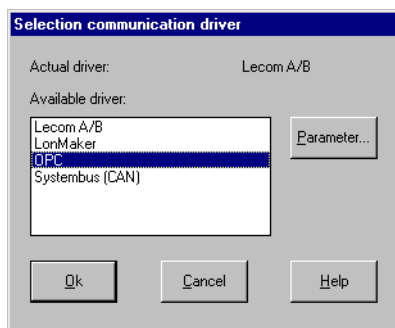 Selection communication driver
Actual driver: Lecom A/B
Available driver:
Lecom A/B
LonMaker
OPC
Systembus (CAN)
Parameter...
Ok Cancel Help